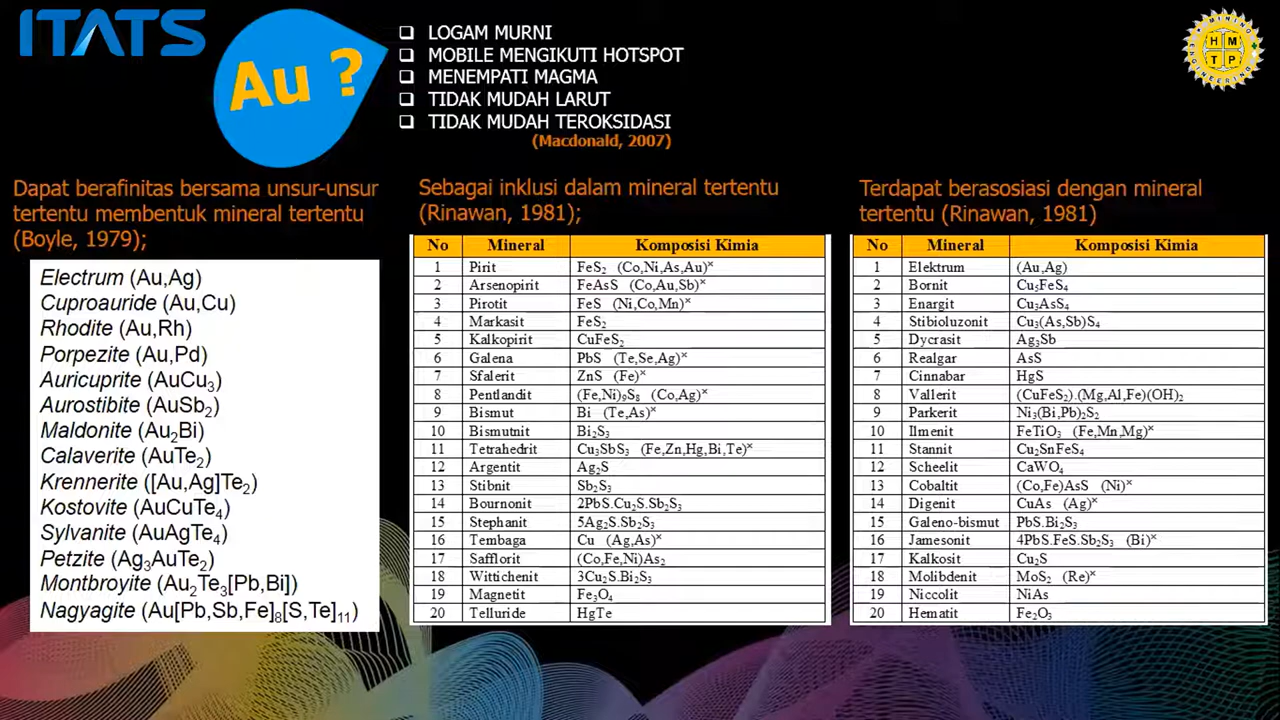 ITATS
Au ?
❑ LOGAM MURNI
❑ MOBILE MENGIKUTI HOTSPOT
❑ MENEMPATI MAGMA
❑ TIDAK MUDAH LARUT
❑ TIDAK MUDAH TEROKSIDASI
(Macdonald, 2007)
MINING
HM
TP
ENGINEERING
Dapat berafinitas bersama unsur-unsur
tertentu membentuk mineral tertentu
(Boyle, 1979);
Electrum (Au,Ag)
Cuproauride (Au,Cu)
Rhodite (Au,Rh)
Porpezite (Au,Pd)
Auricuprite (AuCu₃)
Aurostibite (AuSb₂)
Maldonite (Au₂Bi)
Calaverite (AuTe₂)
Krennerite ([Au,Ag]Te₂)
Kostovite (AuCuTe₄)
Sylvanite (AuAgTe₄)
Petzite (Ag₃AuTe₂)
Montbroyite (Au₂Te₃[Pb,Bi])
Nagyagite (Au[Pb,Sb,Fe]₈[S,Te]₁₁)
Sebagai inklusi dalam mineral tertentu
(Rinawan, 1981);
No Mineral Komposisi Kimia
1 Pirit FeS₂ (Co,Ni,As,Au)ˣ
2 Arsenopirit FeAsS (Co,Au,Sb)ˣ
3 Pirotit FeS (Ni,Co,Mn)ˣ
4 Markasit FeS₂
5 Kalkopirit CuFeS₂
6 Galena PbS (Te,Se,Ag)ˣ
7 Sfalerit ZnS (Fe)ˣ
8 Pentlandit (Fe,Ni)₉S₈ (Co,Ag)ˣ
9 Bismut Bi (Te,As)ˣ
10 Bismutnit Bi₂S₃
11 Tetrahedrit Cu₃SbS₃ (Fe,Zn,Hg,Bi,Te)ˣ
12 Argentit Ag₂S
13 Stibnit Sb₂S₃
14 Bournonit 2PbS.Cu₂S.Sb₂S₃
15 Stephanit 5Ag₂S.Sb₂S₃
16 Tembaga Cu (Ag,As)ˣ
17 Safflorit (Co,Fe,Ni)As₂
18 Wittichenit 3Cu₂S.Bi₂S₃
19 Magnetit Fe₃O₄
20 Telluride HgTe
Terdapat berasosiasi dengan mineral
tertentu (Rinawan, 1981)
No Mineral Komposisi Kimia
1 Elektrum (Au,Ag)
2 Bornit Cu₅FeS₄
3 Enargit Cu₃AsS₄
4 Stibioluzonit Cu₃(As,Sb)S₄
5 Dycrasit Ag₃Sb
6 Realgar AsS
7 Cinnabar HgS
8 Vallerit (CuFeS₂).(Mg,Al,Fe)(OH)₂
9 Parkerit Ni₃(Bi,Pb)₂S₂
10 Ilmenit FeTiO₃ (Fe,Mn,Mg)ˣ
11 Stannit Cu₂SnFeS₄
12 Scheelit CaWO₄
13 Cobaltit (Co,Fe)AsS (Ni)ˣ
14 Digenit CuAs (Ag)ˣ
15 Galeno-bismut PbS.Bi₂S₃
16 Jamesonit 4PbS.FeS.Sb₂S₃ (Bi)ˣ
17 Kalkosit Cu₂S
18 Molibdenit MoS₂ (Re)ˣ
19 Niccolit NiAs
20 Hematit Fe₂O₃